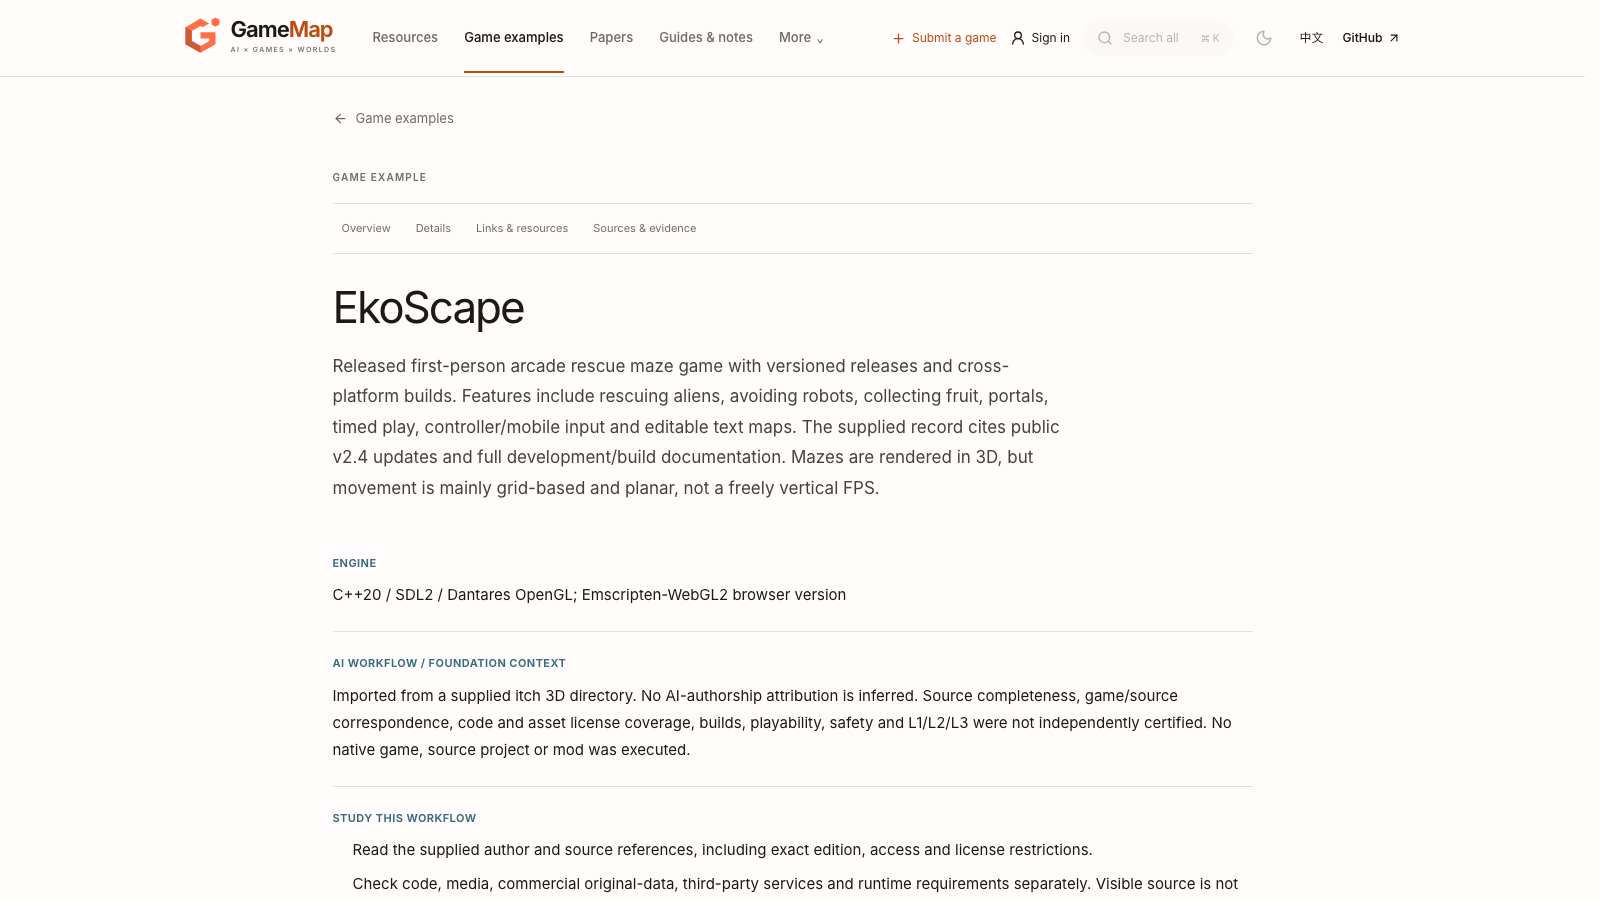 GameMap
AI × GAMES × WORLDS
Resources
Game examples
Papers
Guides & notes
More
Submit a game
Sign in
Search all
⌘ K
中文
GitHub
Game examples
GAME EXAMPLE
Overview
Details
Links & resources
Sources & evidence
EkoScape
Released first-person arcade rescue maze game with versioned releases and cross-
platform builds. Features include rescuing aliens, avoiding robots, collecting fruit, portals,
timed play, controller/mobile input and editable text maps. The supplied record cites public
v2.4 updates and full development/build documentation. Mazes are rendered in 3D, but
movement is mainly grid-based and planar, not a freely vertical FPS.
ENGINE
C++20 / SDL2 / Dantares OpenGL; Emscripten-WebGL2 browser version
AI WORKFLOW / FOUNDATION CONTEXT
Imported from a supplied itch 3D directory. No AI-authorship attribution is inferred. Source completeness, game/source
correspondence, code and asset license coverage, builds, playability, safety and L1/L2/L3 were not independently certified. No
native game, source project or mod was executed.
STUDY THIS WORKFLOW
Read the supplied author and source references, including exact edition, access and license restrictions.
Check code, media, commercial original-data, third-party services and runtime requirements separately. Visible source is not